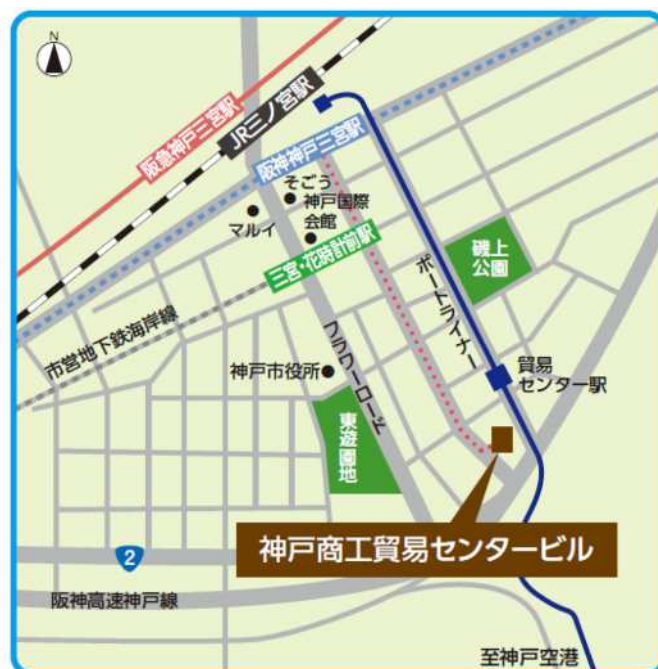 N
阪急神戸三宮駅
JR三ノ宮駅
阪神神戸三宮駅
そごう
神戸国際
会館
マルイ
三宮・花時計前駅
磯上
公園
ポートライナー
市営地下鉄海岸線
フラワーロード
神戸市役所
貿易
センター駅
東遊園地
神戸商工貿易センタービル
2
阪神高速神戸線
至神戸空港